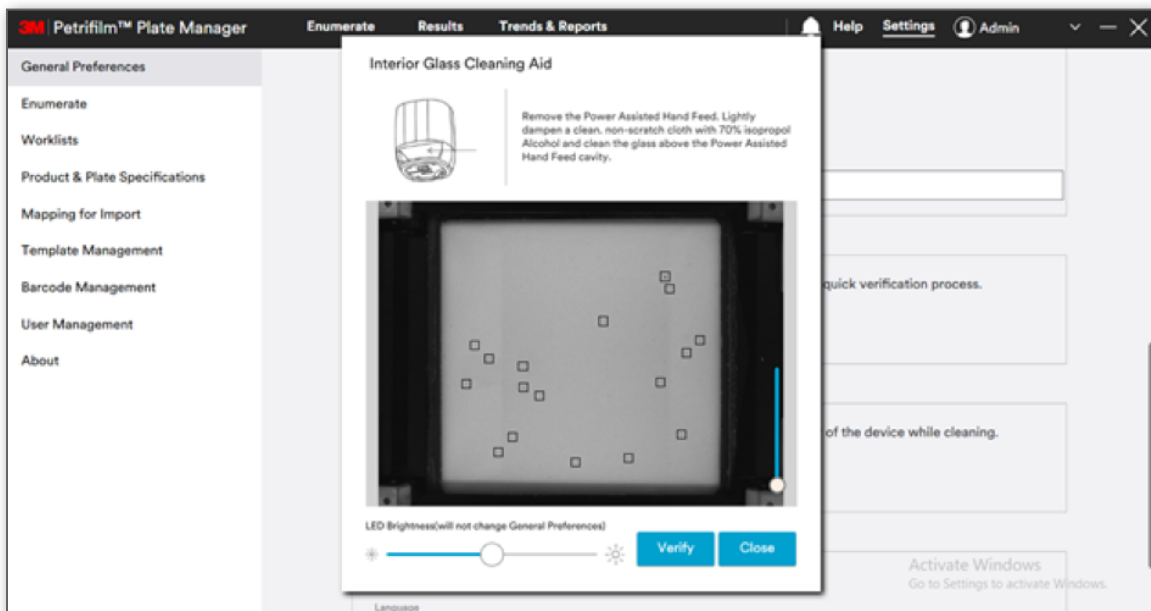 3M Petrifilm™ Plate Manager
Enumerate
Results
Trends & Reports
Help
Settings
Admin
General Preferences
Enumerate
Worklists
Product & Plate Specifications
Mapping for Import
Template Management
Barcode Management
User Management
About
Interior Glass Cleaning Aid
Remove the Power Assisted Hand Feed. Lightly
dampen a clean, non-scratch cloth with 70% isopropol
Alcohol and clean the glass above the Power Assisted
Hand Feed cavity.
LED Brightness(will not change General Preferences)
Verify
Close
quick verification process.
of the device while cleaning.
Activate Windows
Go to Settings to activate Windows.
Language